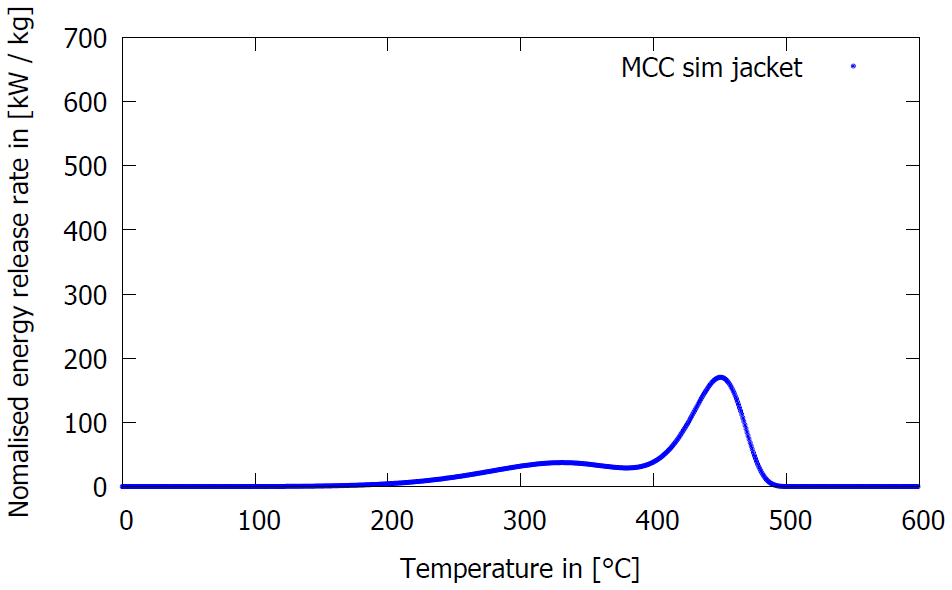 Nomalised energy release rate in [kW / kg]
700
600
500
400
300
200
100
0
MCC sim jacket
0 100 200 300 400 500 600
Temperature in [°C]